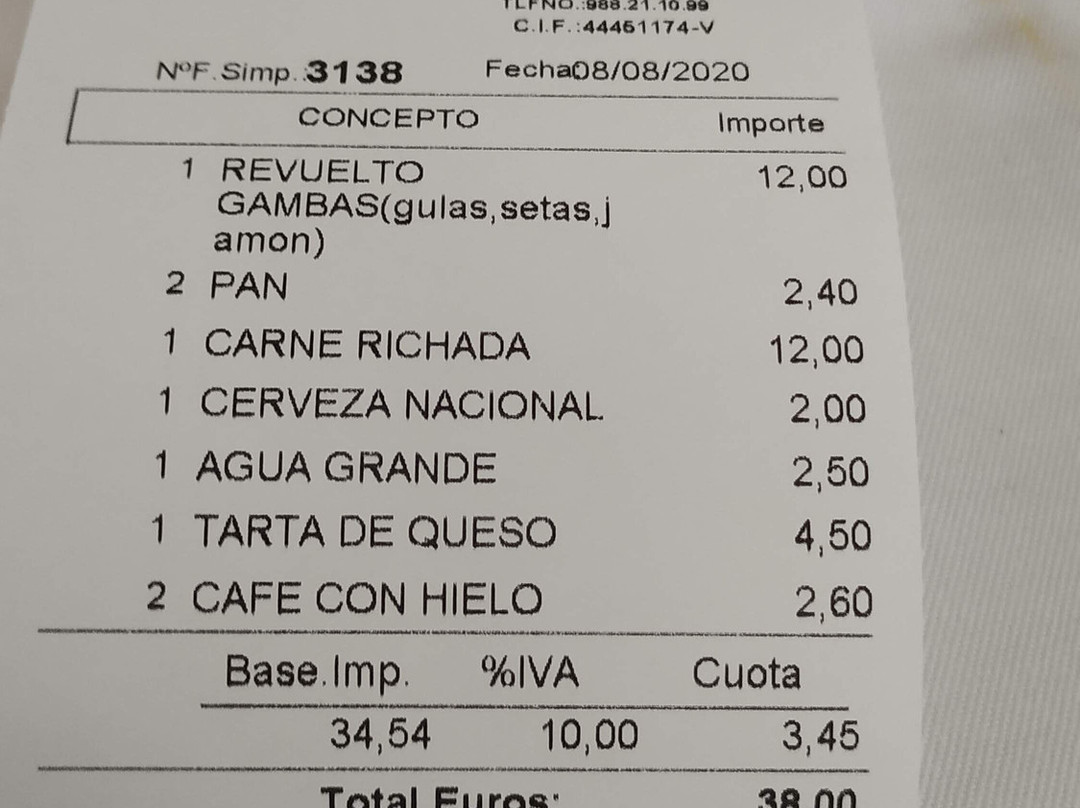 TLFNO.:988.21.10.99
C.I.F.:44451174-V
NºF.Simp.:3138 Fecha08/08/2020
CONCEPTO Importe
1 REVUELTO 12,00
GAMBAS(gulas,setas,j
amon)
2 PAN 2,40
1 CARNE RICHADA 12,00
1 CERVEZA NACIONAL 2,00
1 AGUA GRANDE 2,50
1 TARTA DE QUESO 4,50
2 CAFE CON HIELO 2,60
Base.Imp. %IVA Cuota
34,54 10,00 3,45
Total Euros: 38,00